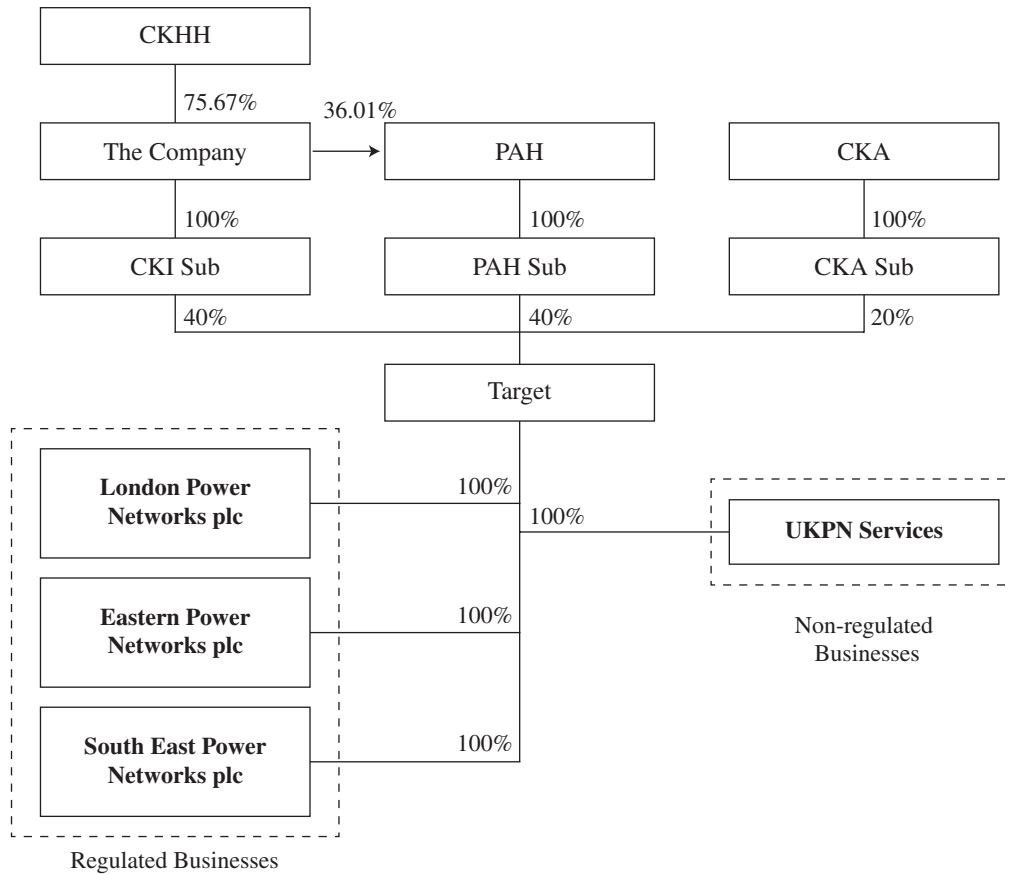 CKHH
75.67%
36.01%
The Company
PAH
CKA
100%
100%
100%
CKI Sub
PAH Sub
CKA Sub
40%
40%
20%
Target
London Power
Networks plc
100%
100%
UKPN Services
Eastern Power
Networks plc
100%
Non-regulated
Businesses
South East Power
Networks plc
100%
Regulated Businesses